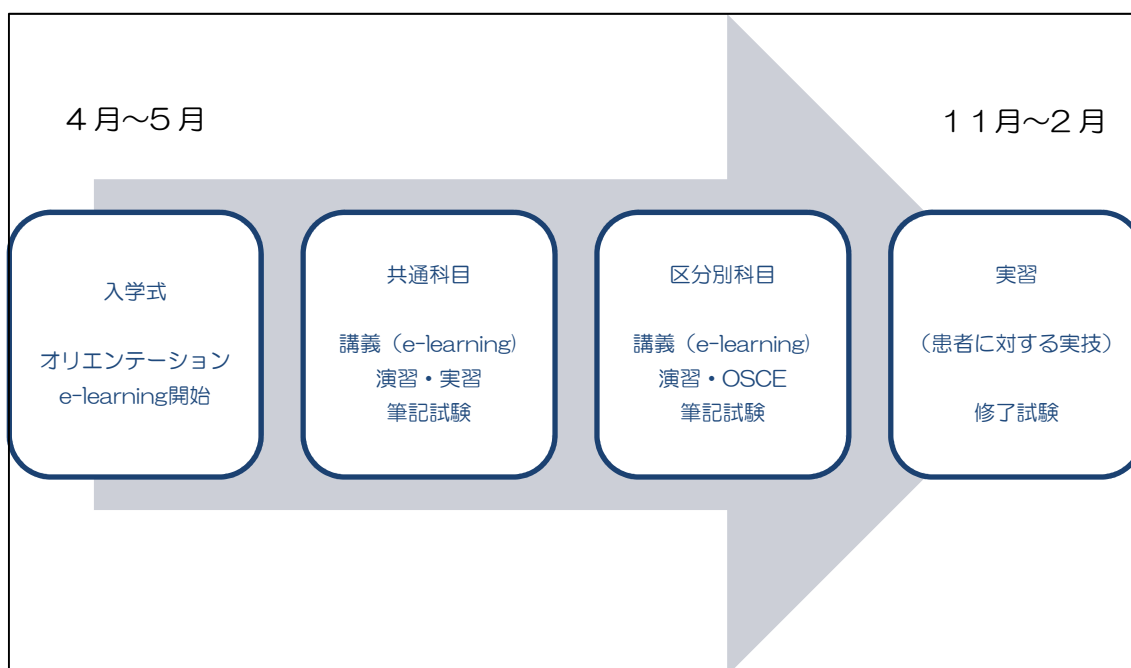 ４月～５月
１１月～２月
入学式
オリエンテーション
e-learning開始
共通科目
講義（e-learning）
演習・実習
筆記試験
区分別科目
講義（e-learning）
演習・OSCE
筆記試験
実習
（患者に対する実技）
修了試験